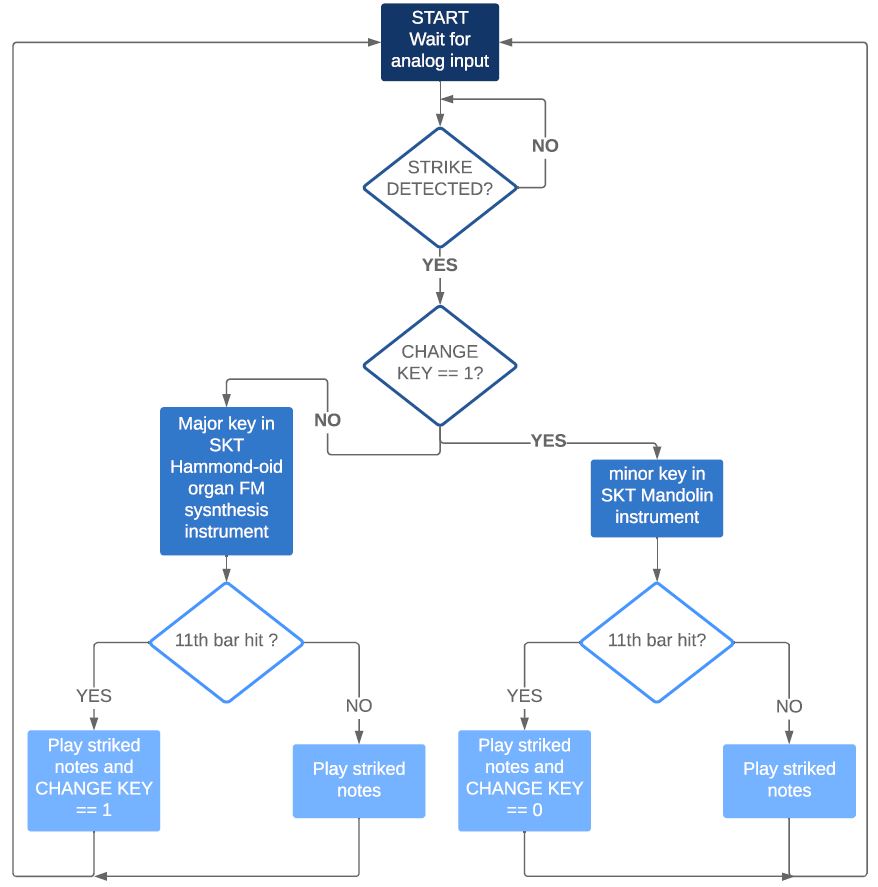 START
Wait for
analog input
NO
STRIKE
DETECTED?
YES
CHANGE
KEY == 1?
NO
YES
Major key in
SKT
Hammond-oid
organ FM
sysnthesis
instrument
minor key in
SKT Mandolin
instrument
11th bar hit ?
11th bar hit?
YES
NO
YES
NO
Play striked
notes and
CHANGE KEY
== 1
Play striked
notes
Play striked
notes and
CHANGE KEY
== 0
Play striked
notes